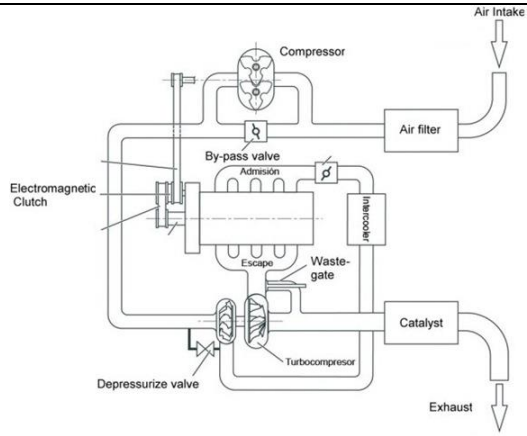 Air Intake
Compressor
Air filter
By-pass valve
Admisión
Electromagnetic
Clutch
Intercooler
Escape
Waste-
gate
Catalyst
Turbocompresor
Depressurize valve
Exhaust